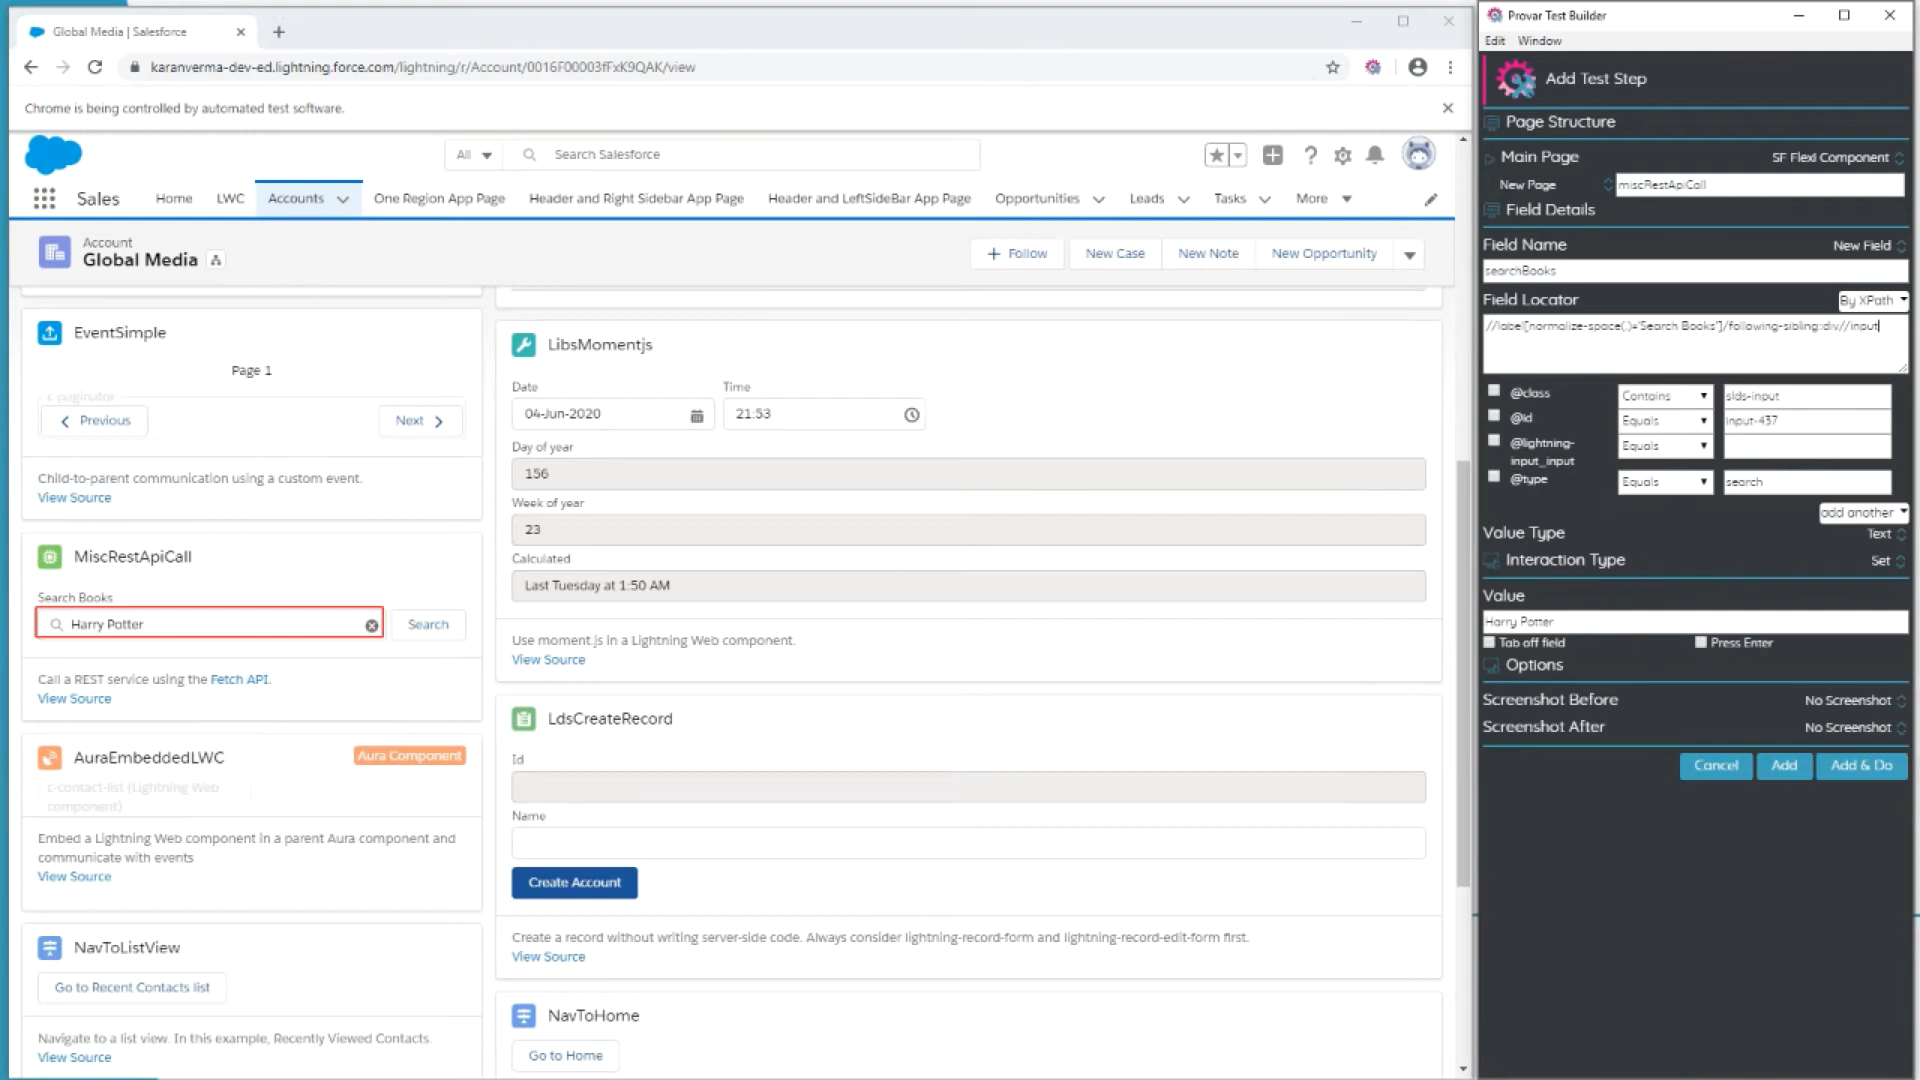 Global Media | Salesforce
karanverma-dev-ed.lightning.force.com/lightning/r/Account/0016F00003fFxK9QAK/view
Chrome is being controlled by automated test software.
All
Search Salesforce
Sales
Home
LWC
Accounts
One Region App Page
Header and Right Sidebar App Page
Header and LeftSideBar App Page
Opportunities
Leads
Tasks
More
Account
Global Media
Follow
New Case
New Note
New Opportunity
EventSimple
Page 1
c-paginator
Previous
Next
Child-to-parent communication using a custom event.
View Source
MiscRestApiCall
Search Books
Harry Potter
Search
Call a REST service using the Fetch API.
View Source
AuraEmbeddedLWC
Aura Component
c-contact-list (Lightning Web
component)
Embed a Lightning Web component in a parent Aura component and
communicate with events
View Source
NavToListView
Go to Recent Contacts list
Navigate to a list view. In this example, Recently Viewed Contacts.
View Source
LibsMomentjs
Date
Time
04-Jun-2020
21:53
Day of year
156
Week of year
23
Calculated
Last Tuesday at 1:50 AM
Use moment.js in a Lightning Web component.
View Source
LdsCreateRecord
Id
Name
Create Account
Create a record without writing server-side code. Always consider lightning-record-form and lightning-record-edit-form first.
View Source
NavToHome
Go to Home
Provar Test Builder
Edit Window
Add Test Step
Page Structure
Main Page
SF Flexi Component
New Page
miscRestApiCall
Field Details
Field Name
New Field
searchBooks
Field Locator
By XPath
//label[normalize-space(.)='Search Books']/following-sibling::div//input
@class
Contains
slds-input
@id
Equals
input-437
@lightning-
input_input
Equals
@type
Equals
search
add another
Value Type
Text
Interaction Type
Set
Value
Harry Potter
Tab off field
Press Enter
Options
Screenshot Before
No Screenshot
Screenshot After
No Screenshot
Cancel
Add
Add & Do